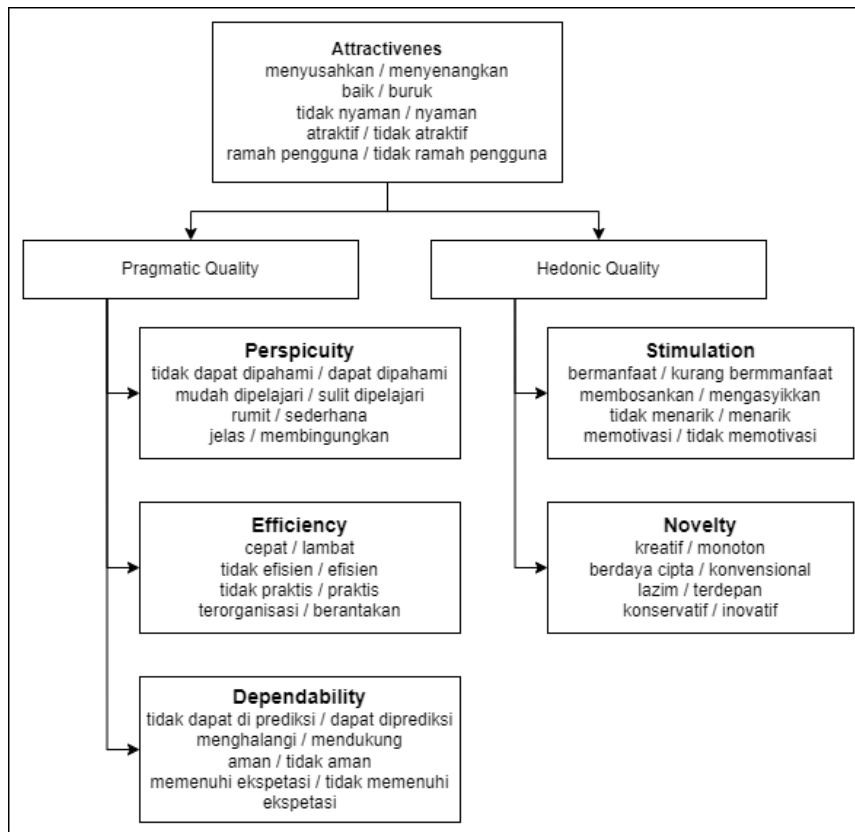 Attractivenes
menyusahkan / menyenangkan
baik / buruk
tidak nyaman / nyaman
atraktif / tidak atraktif
ramah pengguna / tidak ramah pengguna
Pragmatic Quality
Hedonic Quality
Perspicuity
tidak dapat dipahami / dapat dipahami
mudah dipelajari / sulit dipelajari
rumit / sederhana
jelas / membingungkan
Stimulation
bermanfaat / kurang bermmanfaat
membosankan / mengasyikkan
tidak menarik / menarik
memotivasi / tidak memotivasi
Efficiency
cepat / lambat
tidak efisien / efisien
tidak praktis / praktis
terorganisasi / berantakan
Novelty
kreatif / monoton
berdaya cipta / konvensional
lazim / terdepan
konservatif / inovatif
Dependability
tidak dapat di prediksi / dapat diprediksi
menghalangi / mendukung
aman / tidak aman
memenuhi ekspetasi / tidak memenuhi
ekspetasi